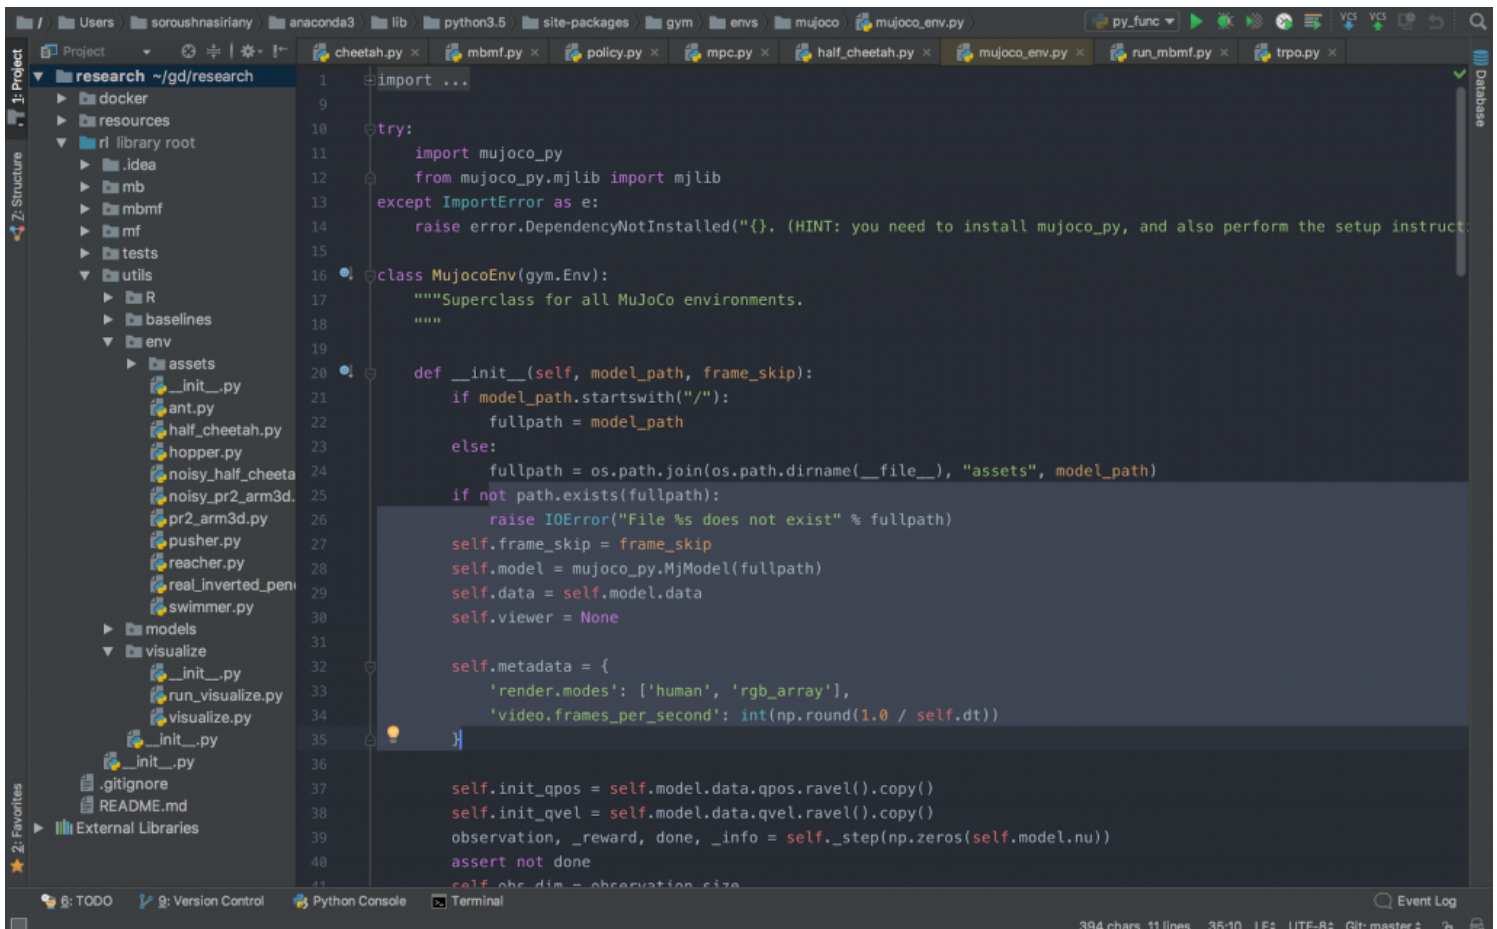 / Users soroushnasiriany anaconda3 lib python3.5 site-packages gym envs mujoco mujoco_env.py py_func VCS VCS
Project cheetah.py × mbmf.py × policy.py × mpc.py × half_cheetah.py × mujoco_env.py × run_mbmf.py × trpo.py ×
1: Project
7: Structure
2: Favorites
research ~/gd/research
docker
resources
rl library root
.idea
mb
mbmf
mf
tests
utils
R
baselines
env
assets
__init__.py
ant.py
half_cheetah.py
hopper.py
noisy_half_cheeta
noisy_pr2_arm3d.
pr2_arm3d.py
pusher.py
reacher.py
real_inverted_pen
swimmer.py
models
visualize
__init__.py
run_visualize.py
visualize.py
__init__.py
__init__.py
.gitignore
README.md
External Libraries
1 import ...
9
10 try:
11 import mujoco_py
12 from mujoco_py.mjlib import mjlib
13 except ImportError as e:
14 raise error.DependencyNotInstalled("{}. (HINT: you need to install mujoco_py, and also perform the setup instruct
15
16 class MujocoEnv(gym.Env):
17 """Superclass for all MuJoCo environments.
18 """
19
20 def __init__(self, model_path, frame_skip):
21 if model_path.startswith("/"):
22 fullpath = model_path
23 else:
24 fullpath = os.path.join(os.path.dirname(__file__), "assets", model_path)
25 if not path.exists(fullpath):
26 raise IOError("File %s does not exist" % fullpath)
27 self.frame_skip = frame_skip
28 self.model = mujoco_py.MjModel(fullpath)
29 self.data = self.model.data
30 self.viewer = None
31
32 self.metadata = {
33 'render.modes': ['human', 'rgb_array'],
34 'video.frames_per_second': int(np.round(1.0 / self.dt))
35 }
36
37 self.init_qpos = self.model.data.qpos.ravel().copy()
38 self.init_qvel = self.model.data.qvel.ravel().copy()
39 observation, _reward, done, _info = self._step(np.zeros(self.model.nu))
40 assert not done
41 self.obs_dim = observation.size
Database
6: TODO 9: Version Control Python Console Terminal Event Log
394 chars, 11 lines 35:10 LF UTF-8 Git: master